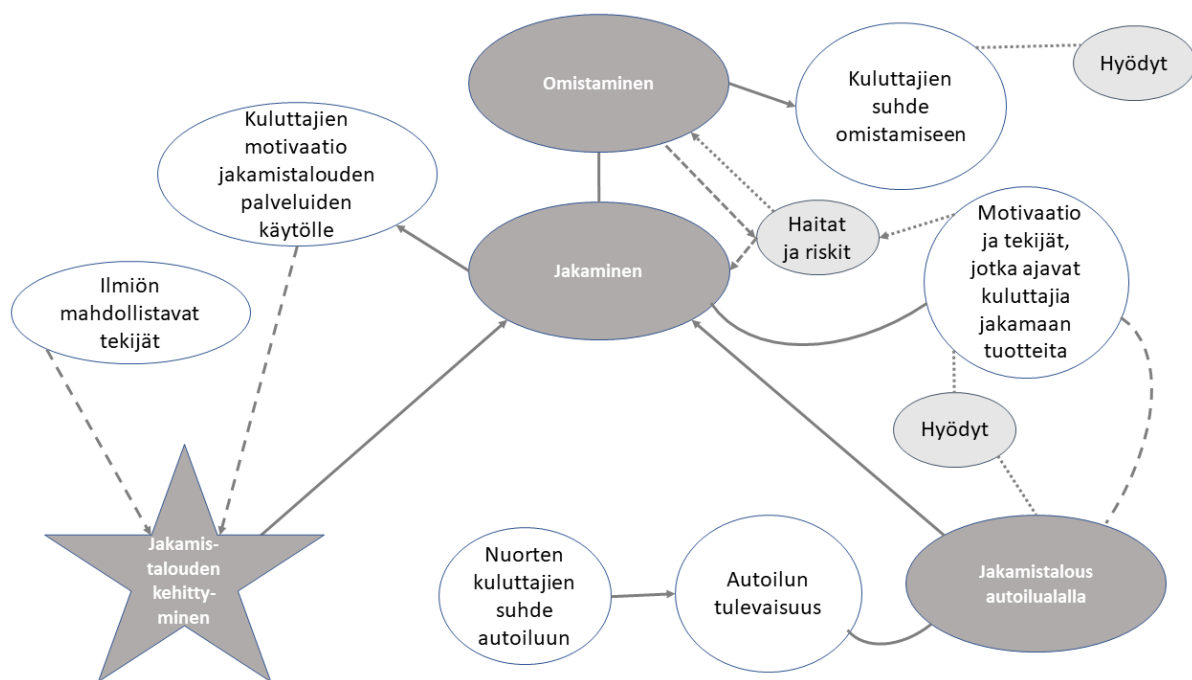 Omistaminen
Kuluttajien
suhde
omistamiseen
Hyödyt
Kuluttajien
motivaatio
jakamistalouden
palveluiden
käytölle
Haitat
ja riskit
Motivaatio
ja tekijät,
jotka ajavat
kuluttajia
jakamaan
tuotteita
Jakaminen
Ilmiön
mahdollistavat
tekijät
Hyödyt
Jakamis-
talouden
kehitty-
minen
Nuorten
kuluttajien
suhde
autoiluun
Autoilun
tulevaisuus
Jakamistalous
autoilualalla